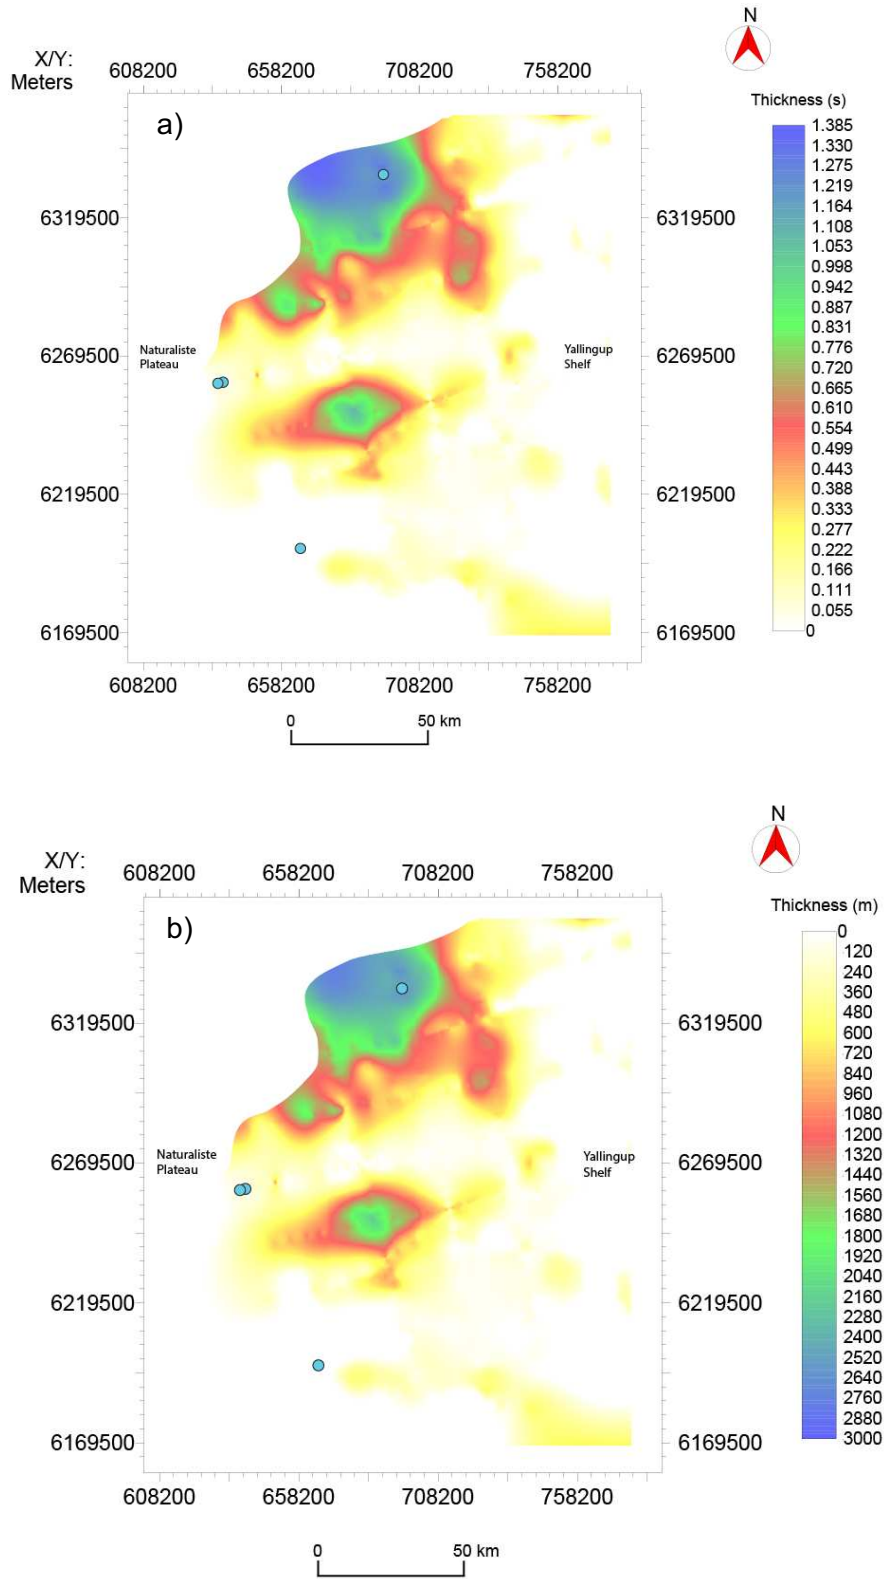 N
X/Y:
Meters
608200 658200 708200 758200
Thickness (s)
a)
1.385
1.330
1.275
1.219
1.164
1.108
1.053
0.998
0.942
0.887
0.831
0.776
0.720
0.665
0.610
0.554
0.499
0.443
0.388
0.333
0.277
0.222
0.166
0.111
0.055
0
6319500 6319500
Naturaliste
Plateau
Yallingup
Shelf
6269500 6269500
6219500 6219500
6169500 6169500
608200 658200 708200 758200
0 50 km
N
X/Y:
Meters
608200 658200 708200 758200
Thickness (m)
b)
0
120
240
360
480
600
720
840
960
1080
1200
1320
1440
1560
1680
1800
1920
2040
2160
2280
2400
2520
2640
2760
2880
3000
6319500 6319500
Naturaliste
Plateau
Yallingup
Shelf
6269500 6269500
6219500 6219500
6169500 6169500
608200 658200 708200 758200
0 50 km